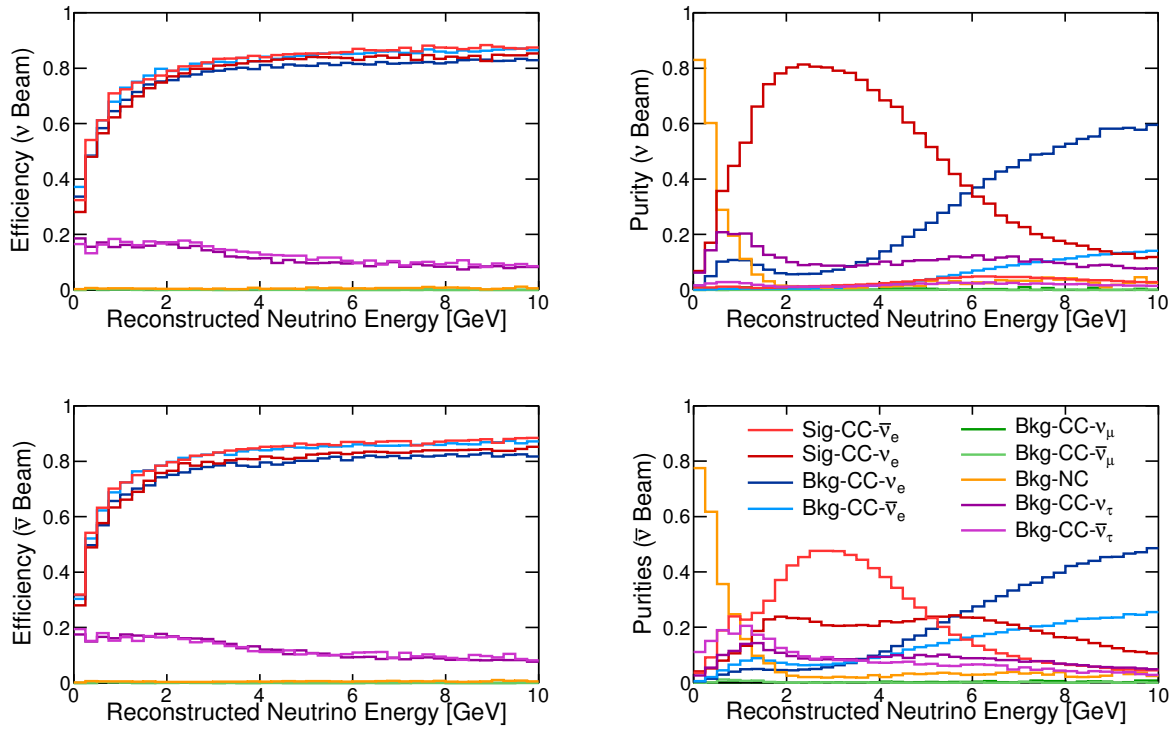 1
0.8
0.6
0.4
0.2
0
Efficiency (ν Beam)
0 2 4 6 8 10
Reconstructed Neutrino Energy [GeV]
1
0.8
0.6
0.4
0.2
0
Purity (ν Beam)
0 2 4 6 8 10
Reconstructed Neutrino Energy [GeV]
1
0.8
0.6
0.4
0.2
0
Efficiency (ν̅ Beam)
0 2 4 6 8 10
Reconstructed Neutrino Energy [GeV]
1
0.8
0.6
0.4
0.2
0
Purities (ν̅ Beam)
Sig-CC-ν̅e
Sig-CC-νe
Bkg-CC-νe
Bkg-CC-ν̅e
Bkg-CC-νμ
Bkg-CC-ν̅μ
Bkg-NC
Bkg-CC-ντ
Bkg-CC-ν̅τ
0 2 4 6 8 10
Reconstructed Neutrino Energy [GeV]